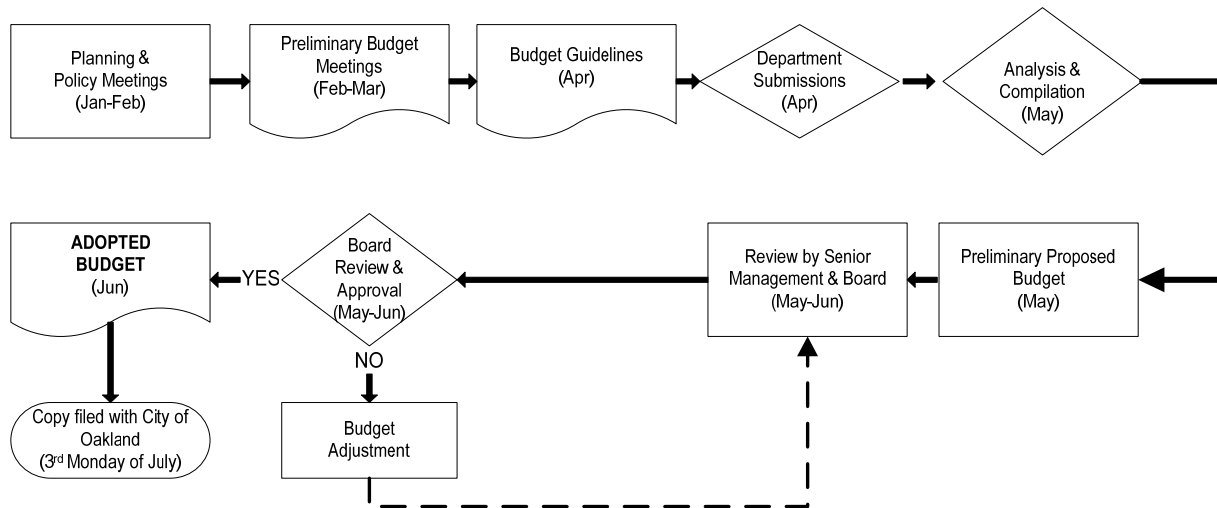 Planning &
Policy Meetings
(Jan-Feb)
Preliminary Budget
Meetings
(Feb-Mar)
Budget Guidelines
(Apr)
Department
Submissions
(Apr)
Analysis &
Compilation
(May)
ADOPTED
BUDGET
(Jun)
YES
Board
Review &
Approval
(May-Jun)
Review by Senior
Management & Board
(May-Jun)
Preliminary Proposed
Budget
(May)
NO
Copy filed with City of
Oakland
(3rd Monday of July)
Budget
Adjustment